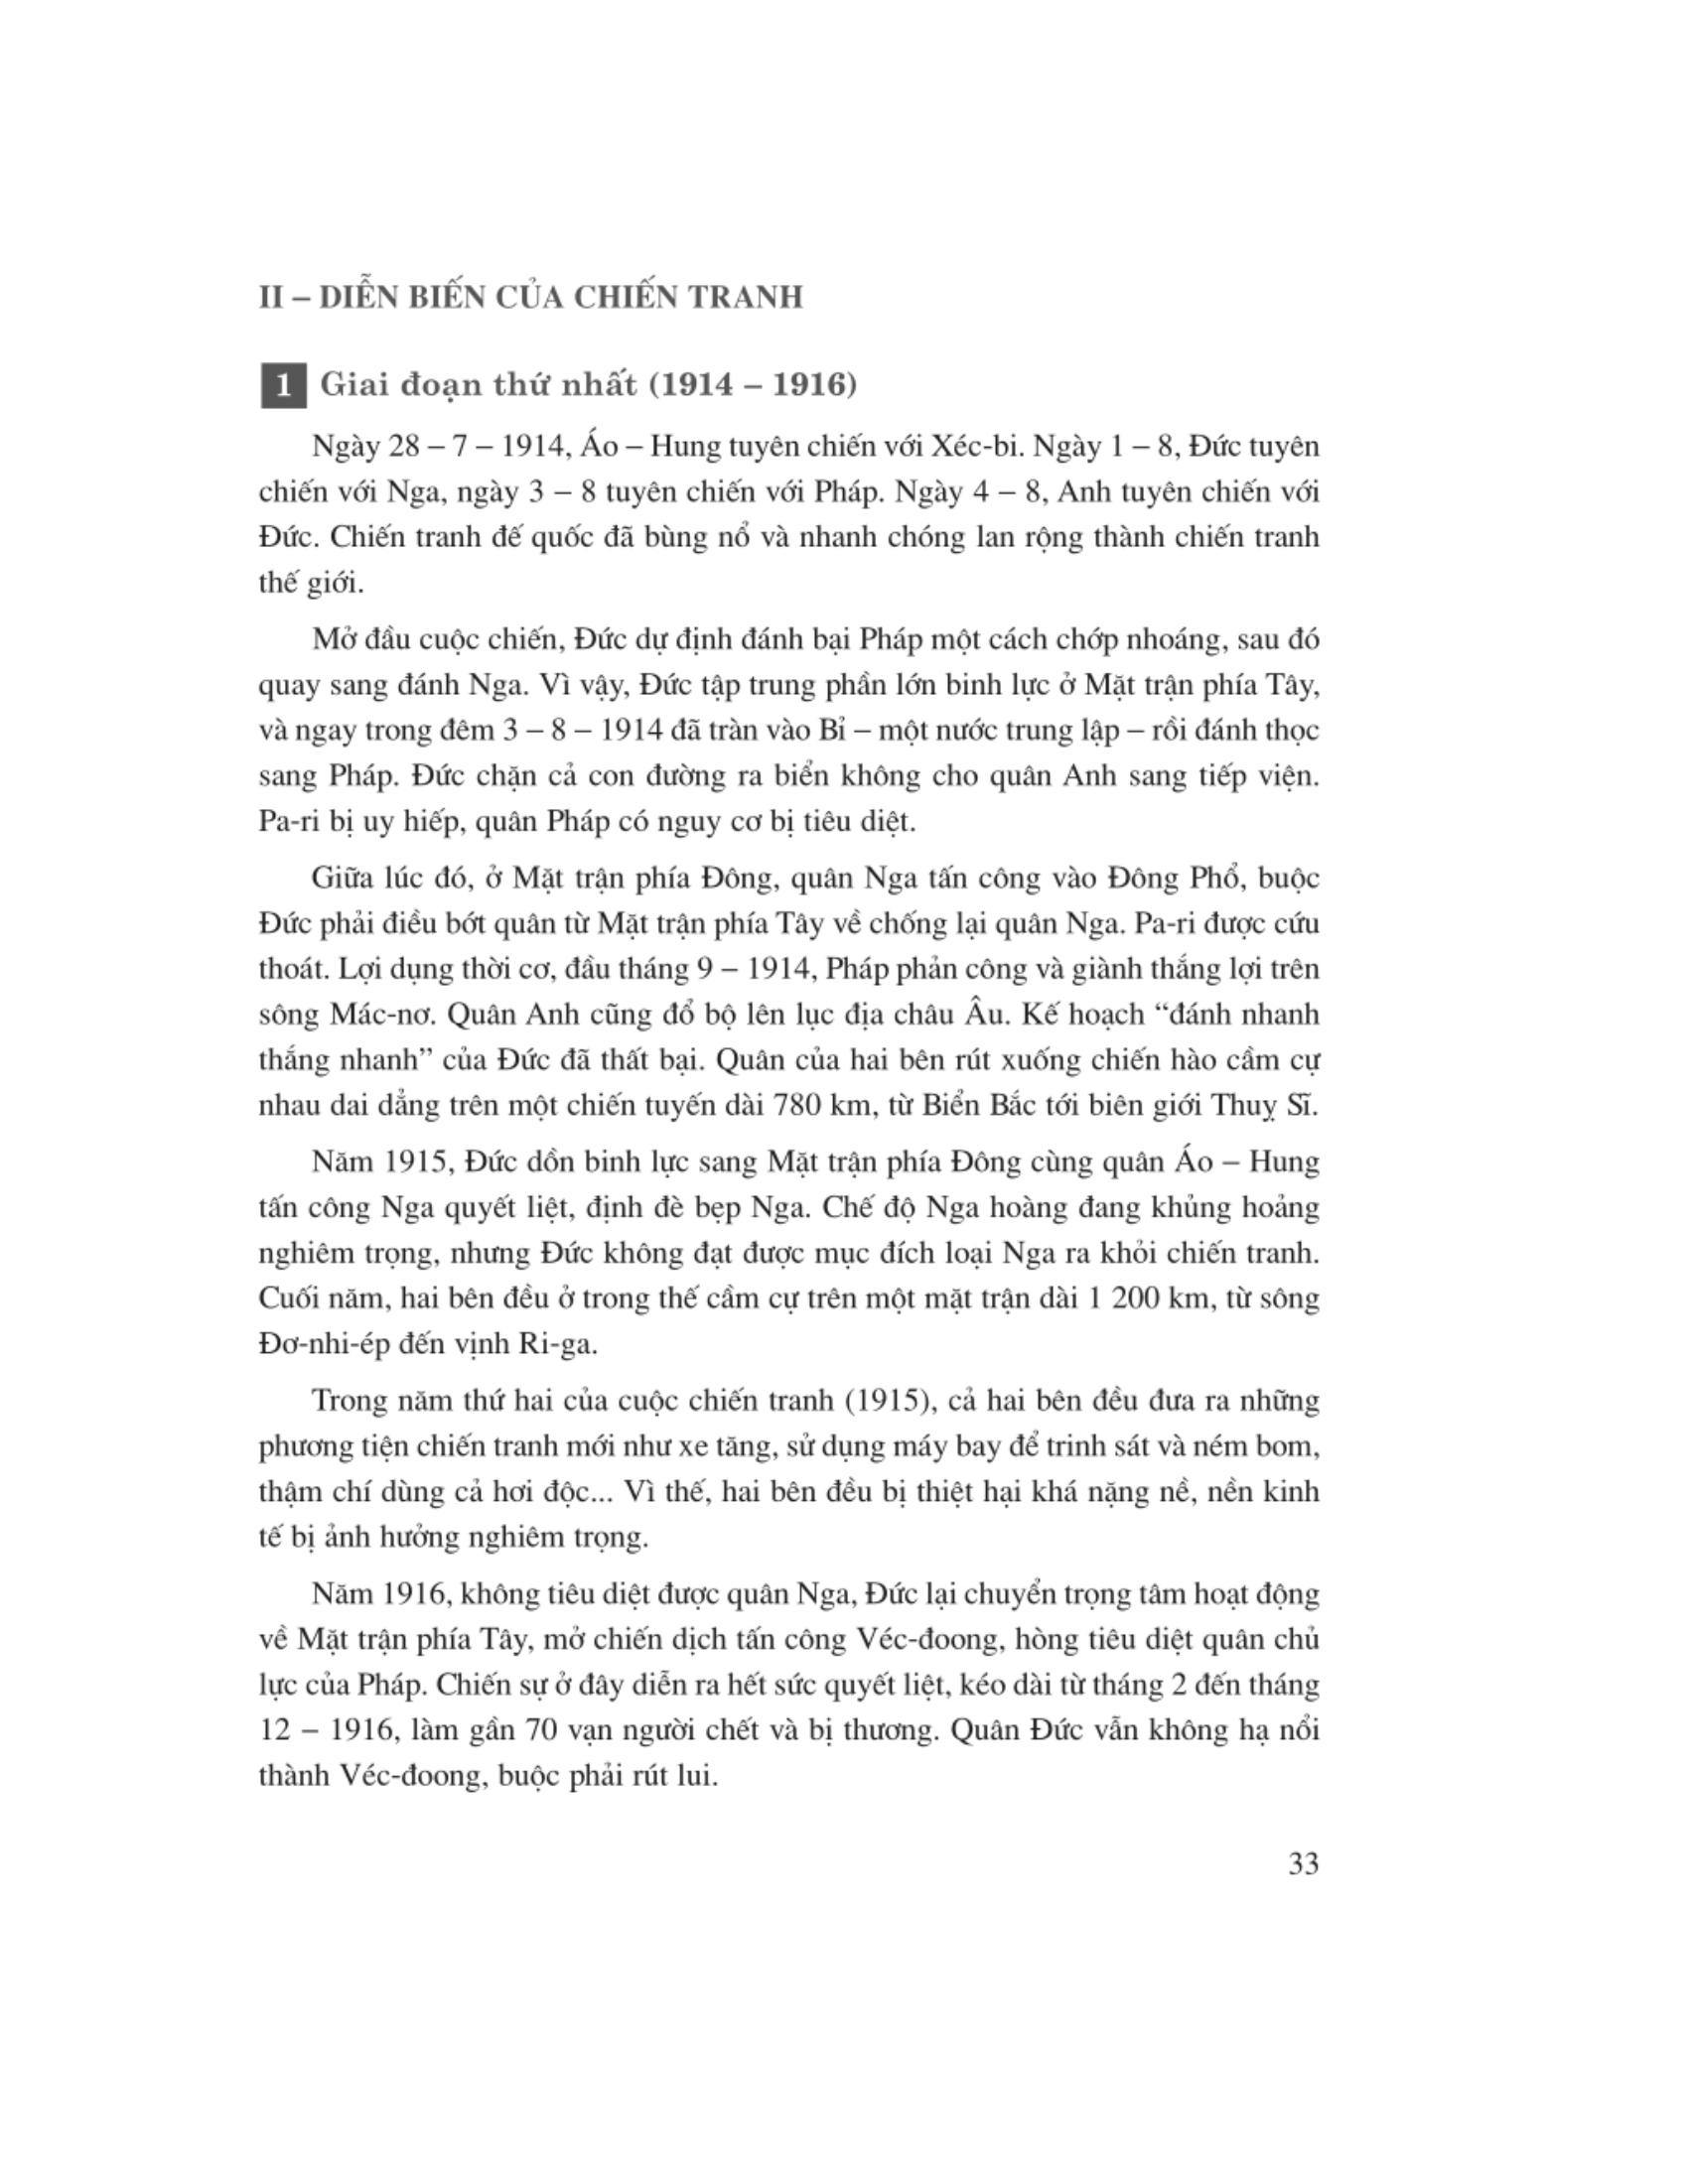 II – DIỄN BIẾN CỦA CHIẾN TRANH
1 Giai đoạn thứ nhất (1914 – 1916)
Ngày 28 – 7 – 1914, Áo – Hung tuyên chiến với Xéc-bi. Ngày 1 – 8, Đức tuyên
chiến với Nga, ngày 3 – 8 tuyên chiến với Pháp. Ngày 4 – 8, Anh tuyên chiến với
Đức. Chiến tranh đế quốc đã bùng nổ và nhanh chóng lan rộng thành chiến tranh
thế giới.
Mở đầu cuộc chiến, Đức dự định đánh bại Pháp một cách chớp nhoáng, sau đó
quay sang đánh Nga. Vì vậy, Đức tập trung phần lớn binh lực ở Mặt trận phía Tây,
và ngay trong đêm 3 – 8 – 1914 đã tràn vào Bỉ – một nước trung lập – rồi đánh thọc
sang Pháp. Đức chặn cả con đường ra biển không cho quân Anh sang tiếp viện.
Pa-ri bị uy hiếp, quân Pháp có nguy cơ bị tiêu diệt.
Giữa lúc đó, ở Mặt trận phía Đông, quân Nga tấn công vào Đông Phổ, buộc
Đức phải điều bớt quân từ Mặt trận phía Tây về chống lại quân Nga. Pa-ri được cứu
thoát. Lợi dụng thời cơ, đầu tháng 9 – 1914, Pháp phản công và giành thắng lợi trên
sông Mác-nơ. Quân Anh cũng đổ bộ lên lục địa châu Âu. Kế hoạch “đánh nhanh
thắng nhanh” của Đức đã thất bại. Quân của hai bên rút xuống chiến hào cầm cự
nhau dai dẳng trên một chiến tuyến dài 780 km, từ Biển Bắc tới biên giới Thuỵ Sĩ.
Năm 1915, Đức dồn binh lực sang Mặt trận phía Đông cùng quân Áo – Hung
tấn công Nga quyết liệt, định đè bẹp Nga. Chế độ Nga hoàng đang khủng hoảng
nghiêm trọng, nhưng Đức không đạt được mục đích loại Nga ra khỏi chiến tranh.
Cuối năm, hai bên đều ở trong thế cầm cự trên một mặt trận dài 1 200 km, từ sông
Đơ-nhi-ép đến vịnh Ri-ga.
Trong năm thứ hai của cuộc chiến tranh (1915), cả hai bên đều đưa ra những
phương tiện chiến tranh mới như xe tăng, sử dụng máy bay để trinh sát và ném bom,
thậm chí dùng cả hơi độc... Vì thế, hai bên đều bị thiệt hại khá nặng nề, nền kinh
tế bị ảnh hưởng nghiêm trọng.
Năm 1916, không tiêu diệt được quân Nga, Đức lại chuyển trọng tâm hoạt động
về Mặt trận phía Tây, mở chiến dịch tấn công Véc-đoong, hòng tiêu diệt quân chủ
lực của Pháp. Chiến sự ở đây diễn ra hết sức quyết liệt, kéo dài từ tháng 2 đến tháng
12 – 1916, làm gần 70 vạn người chết và bị thương. Quân Đức vẫn không hạ nổi
thành Véc-đoong, buộc phải rút lui.
33